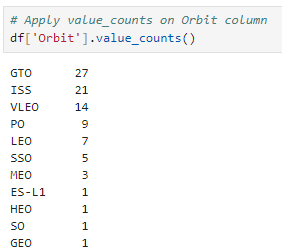 # Apply value_counts on Orbit column
df['Orbit'].value_counts()
GTO 27
ISS 21
VLEO 14
PO 9
LEO 7
SSO 5
MEO 3
ES-L1 1
HEO 1
SO 1
GEO 1